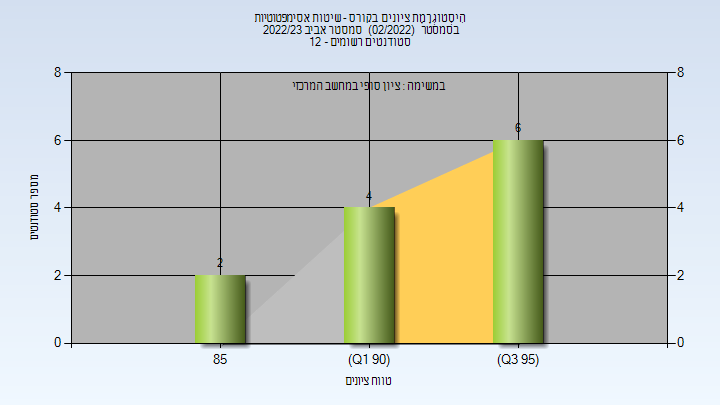 היסטוגרמת ציונים בקורס - שיטות אסימפטוטיות
בסמסטר (02/2022) סמסטר אביב 2022/23
סטודנטים רשומים - 12
במשימה : ציון סופי במחשב המרכזי
8 8
6 6
4 4
2 2
0 0
2
4
6
מספר סטודנטים
85 (Q1 90) (Q3 95)
טווח ציונים